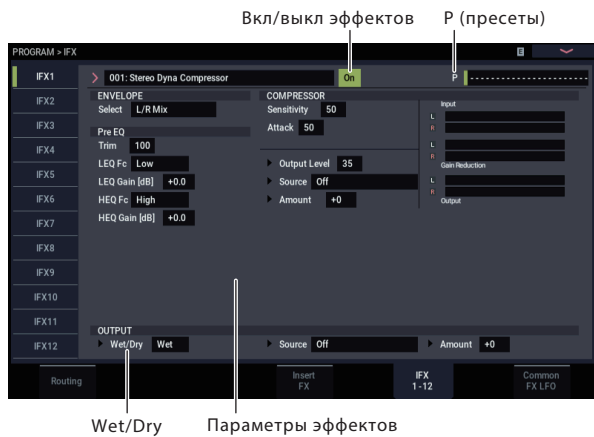 Вкл/выкл эффектов P (пресеты)
PROGRAM > IFX E
IFX1 001: Stereo Dyna Compressor On P --------------------
IFX2 ENVELOPE COMPRESSOR
Select L/R Mix Sensitivity 50 Input
IFX3 Pre EQ Attack 50 L
R
IFX4 Trim 100 L
R
IFX5 LEQ Fc Low Output Level 35 Gain Reduction
LEQ Gain [dB] +0.0 Source Off L
IFX6 HEQ Fc High Amount +0 R
Output
IFX7 HEQ Gain [dB] +0.0
IFX8
IFX9
IFX10
IFX11 OUTPUT
IFX12 Wet/Dry Wet Source Off Amount +0
Routing Insert FX IFX 1-12 Common FX LFO
Wet/Dry Параметры эффектов